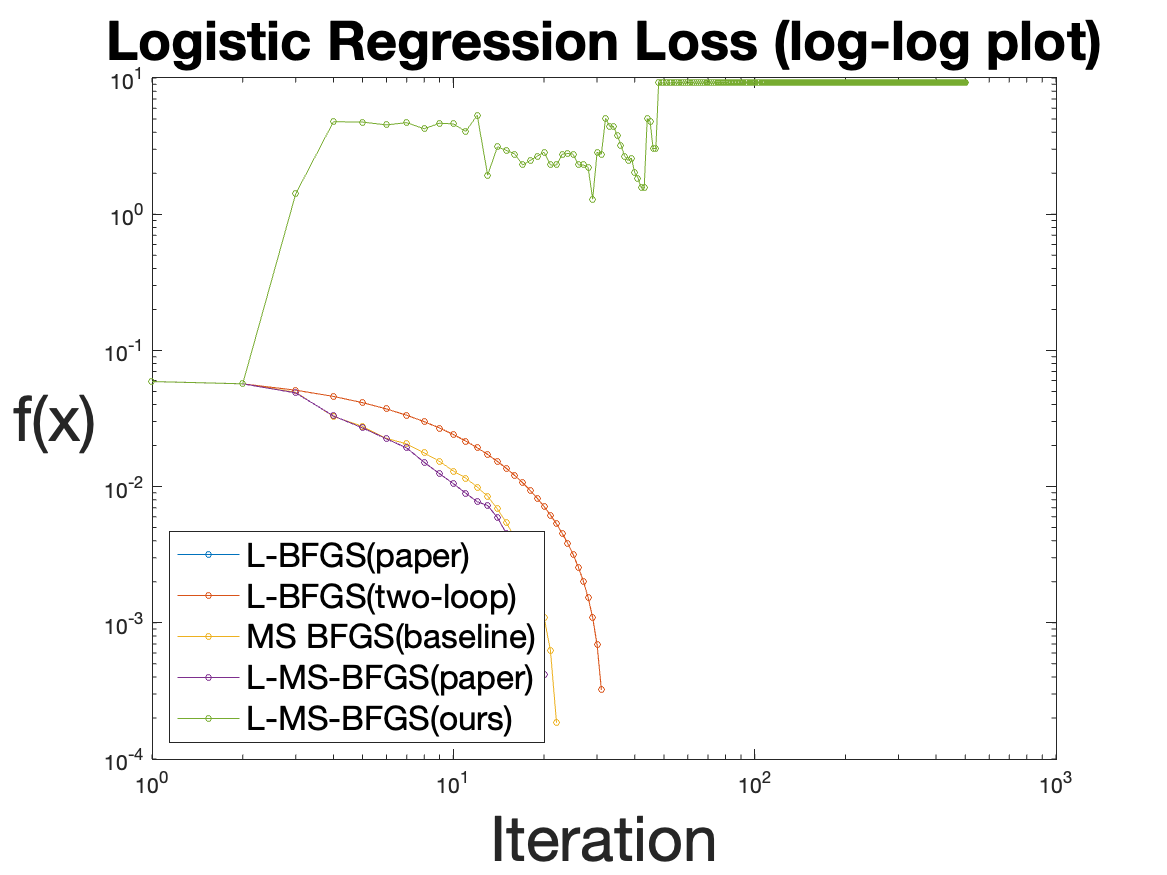 Logistic Regression Loss (log-log plot)
10^1
10^0
10^-1
10^-2
10^-3
10^-4
f(x)
L-BFGS(paper)
L-BFGS(two-loop)
MS BFGS(baseline)
L-MS-BFGS(paper)
L-MS-BFGS(ours)
10^0 10^1 10^2 10^3
Iteration